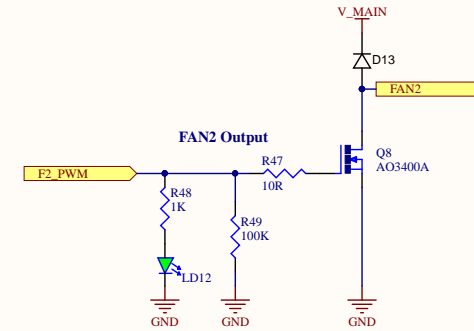 V_MAIN
D13
FAN2
FAN2 Output
Q8
AO3400A
R47
10R
F2_PWM
R48
1K
R49
100K
LD12
GND
GND
GND